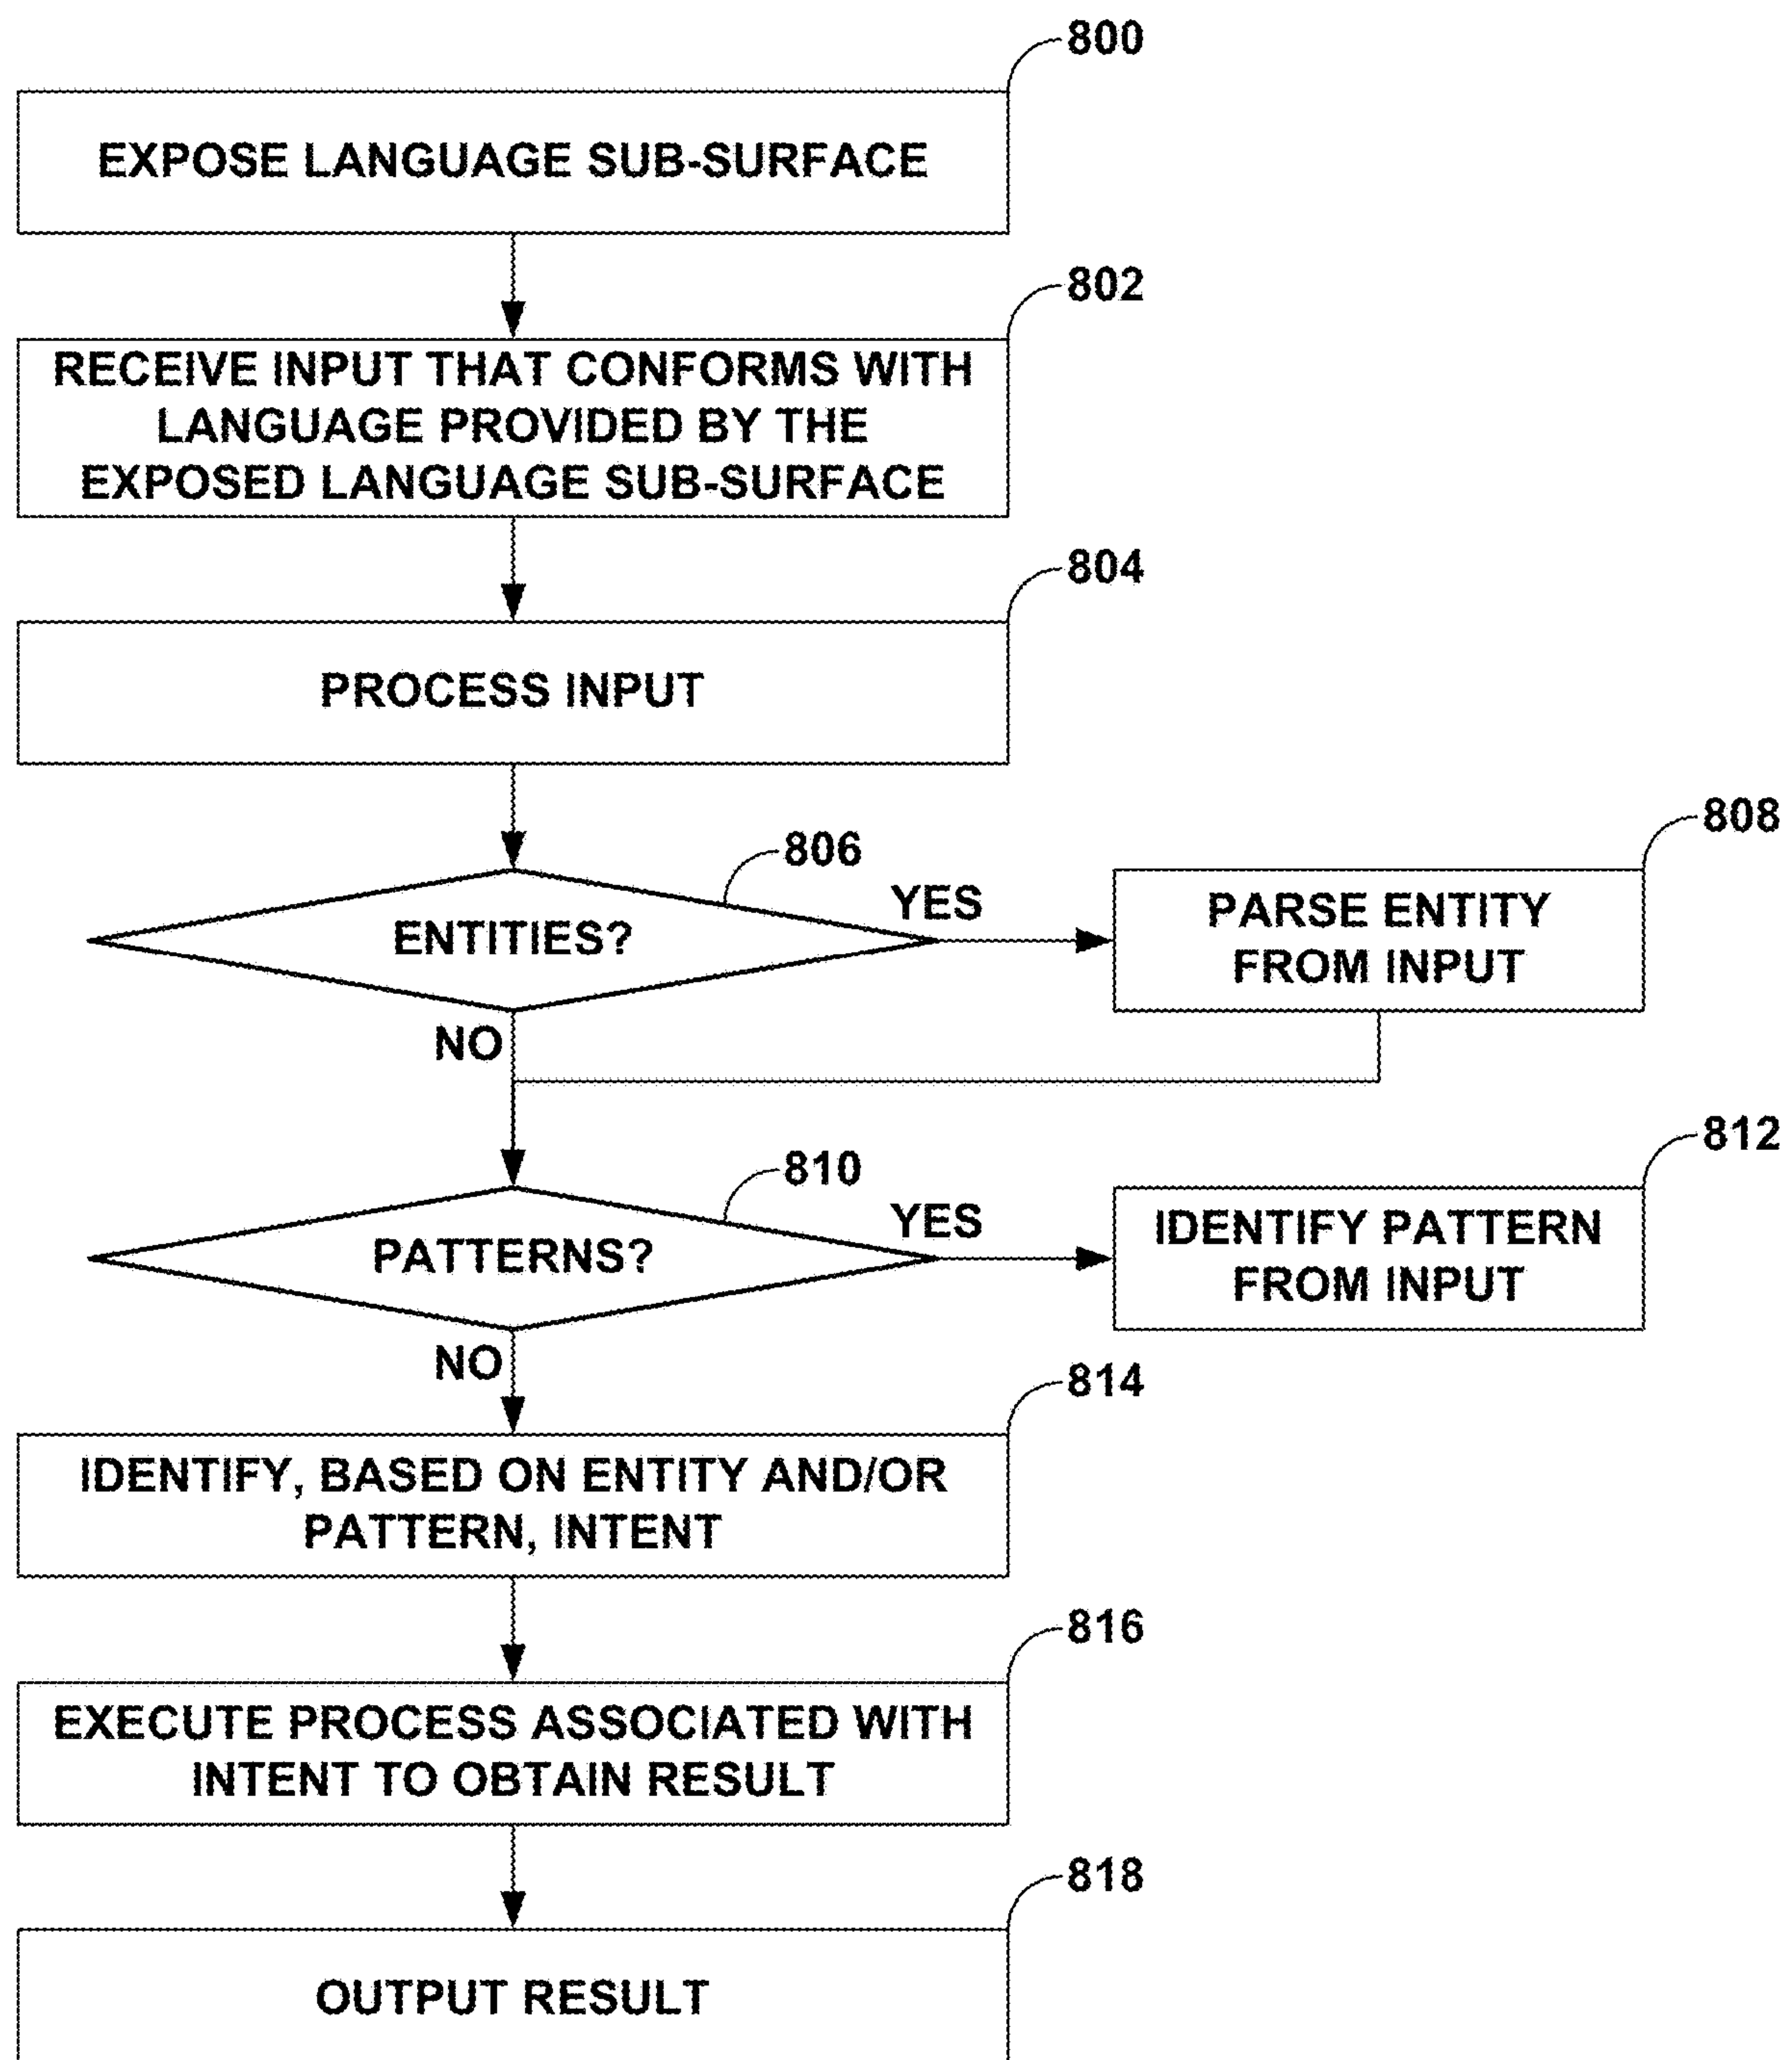 800
EXPOSE LANGUAGE SUB-SURFACE
802
RECEIVE INPUT THAT CONFORMS WITH
LANGUAGE PROVIDED BY THE
EXPOSED LANGUAGE SUB-SURFACE
804
PROCESS INPUT
806
ENTITIES?
YES
808
PARSE ENTITY
FROM INPUT
NO
810
PATTERNS?
YES
812
IDENTIFY PATTERN
FROM INPUT
NO
814
IDENTIFY, BASED ON ENTITY AND/OR
PATTERN, INTENT
816
EXECUTE PROCESS ASSOCIATED WITH
INTENT TO OBTAIN RESULT
818
OUTPUT RESULT